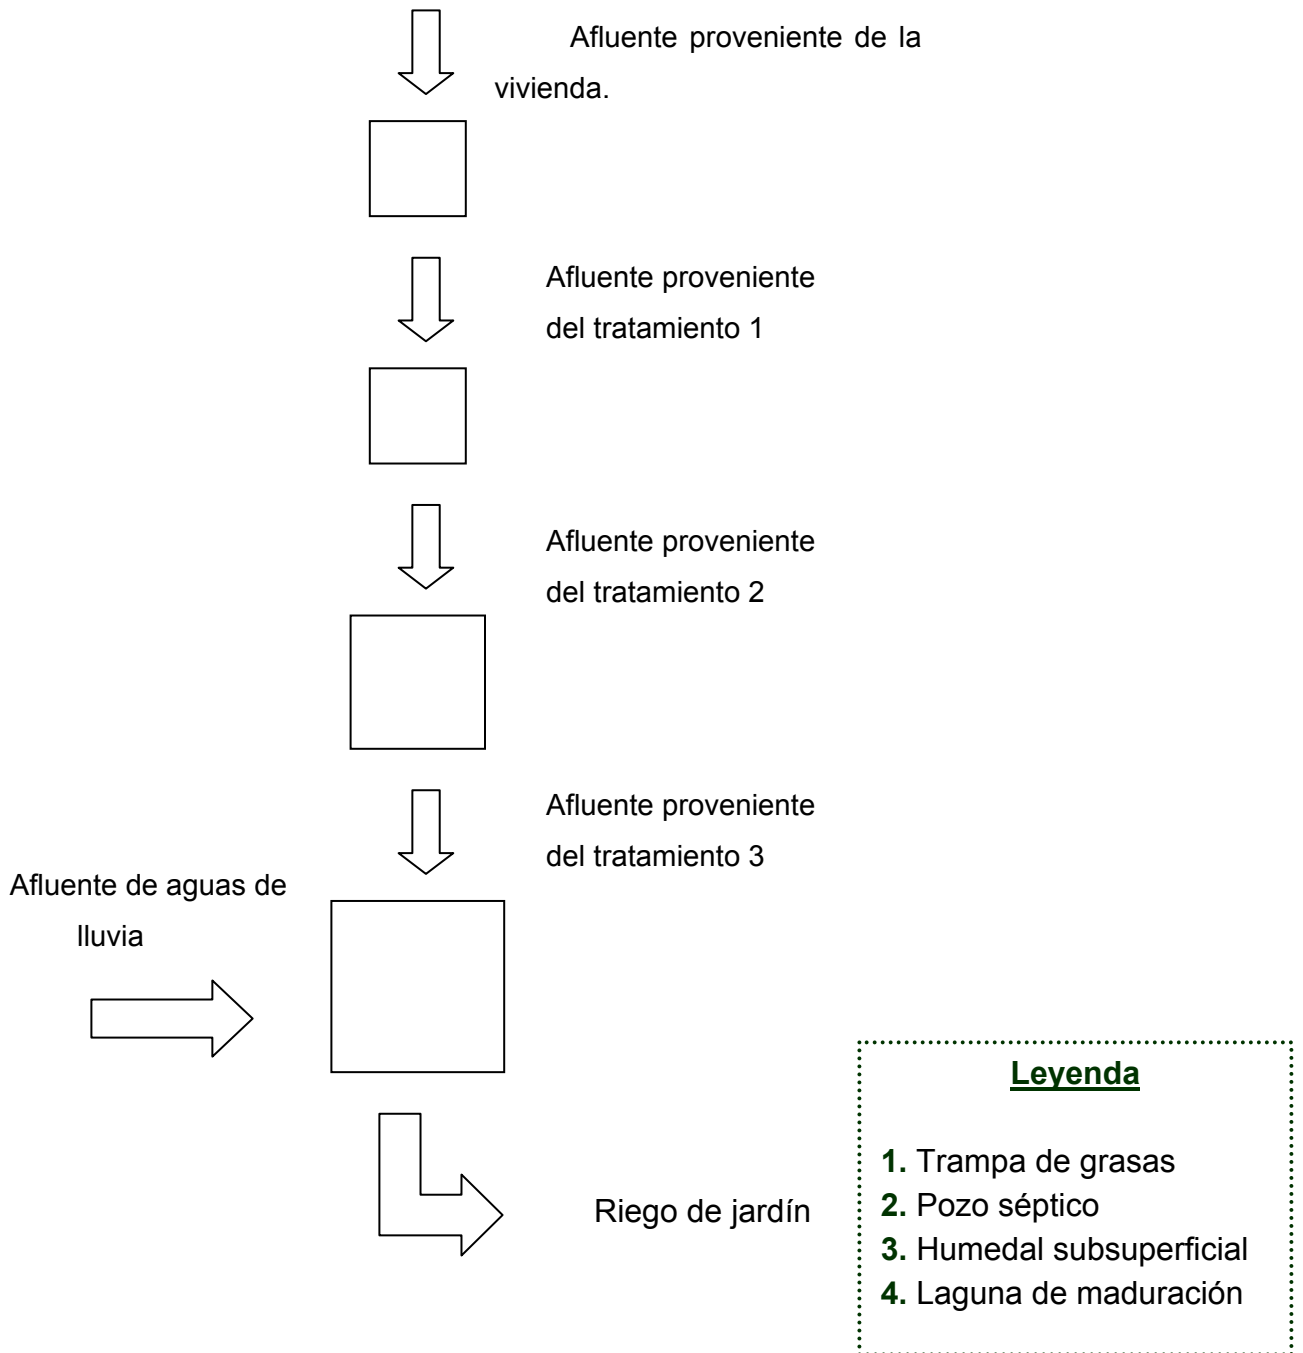 Afluente proveniente de la
vivienda.
Afluente proveniente
del tratamiento 1
Afluente proveniente
del tratamiento 2
Afluente proveniente
del tratamiento 3
Afluente de aguas de
lluvia
Riego de jardín
Leyenda
1. Trampa de grasas
2. Pozo séptico
3. Humedal subsuperficial
4. Laguna de maduración